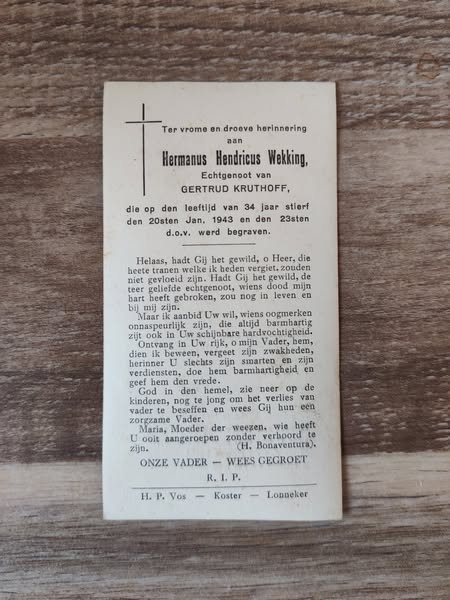 Ter vrome en droeve herinnering
aan
Hermanus Hendricus Wekking,
Echtgenoot van
GERTRUD KRUTHOFF,
die op den leeftijd van 34 jaar stierf
den 20sten Jan. 1943 en den 23sten
d.o.v. werd begraven.
Helaas, hadt Gij het gewild, o Heer, die
heete tranen welke ik heden vergiet, zouden
niet gevloeid zijn. Hadt Gij het gewild, de
teer geliefde echtgenoot, wiens dood mijn
hart heeft gebroken, zou nog in leven en
bij mij zijn.
Maar ik aanbid Uw wil, wiens oogmerken
onnaspeurlijk zijn, die altijd barmhartig
zijt ook in Uw schijnbare hardvochtigheid.
Ontvang in Uw rijk, o mijn Vader, hem,
dien ik beween, vergeet zijn zwakheden,
herinner U slechts zijn smarten en zijn
verdiensten, doe hem barmhartigheid en
geef hem den vrede.
God in den hemel, zie neer op de
kinderen, nog te jong om het verlies van
vader te beseffen en wees Gij hun een
zorgzame Vader.
Maria, Moeder der weezen, wie heeft
U ooit aangeroepen zonder verhoord te
zijn. (H. Bonaventura).
ONZE VADER — WEES GEGROET
R. I. P.
H. P. Vos — Koster — Lonneker